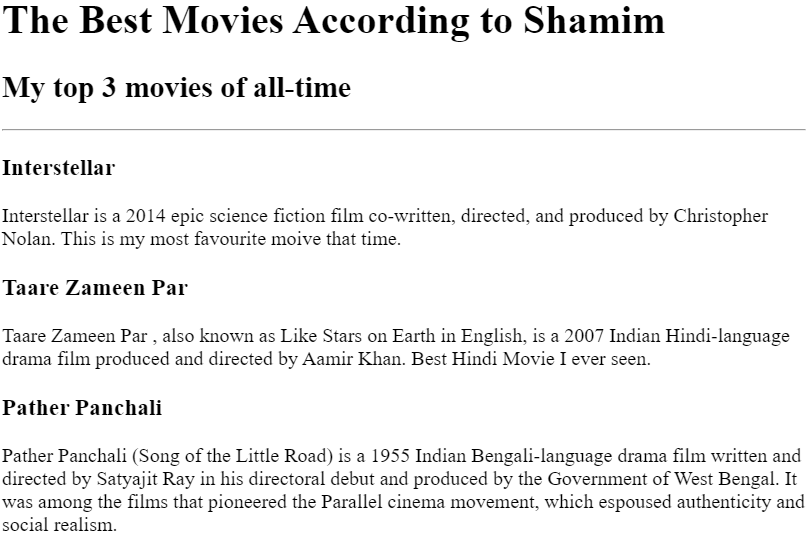 The Best Movies According to Shamim
My top 3 movies of all-time
Interstellar
Interstellar is a 2014 epic science fiction film co-written, directed, and produced by Christopher
Nolan. This is my most favourite moive that time.
Taare Zameen Par
Taare Zameen Par , also known as Like Stars on Earth in English, is a 2007 Indian Hindi-language
drama film produced and directed by Aamir Khan. Best Hindi Movie I ever seen.
Pather Panchali
Pather Panchali (Song of the Little Road) is a 1955 Indian Bengali-language drama film written and
directed by Satyajit Ray in his directoral debut and produced by the Government of West Bengal. It
was among the films that pioneered the Parallel cinema movement, which espoused authenticity and
social realism.